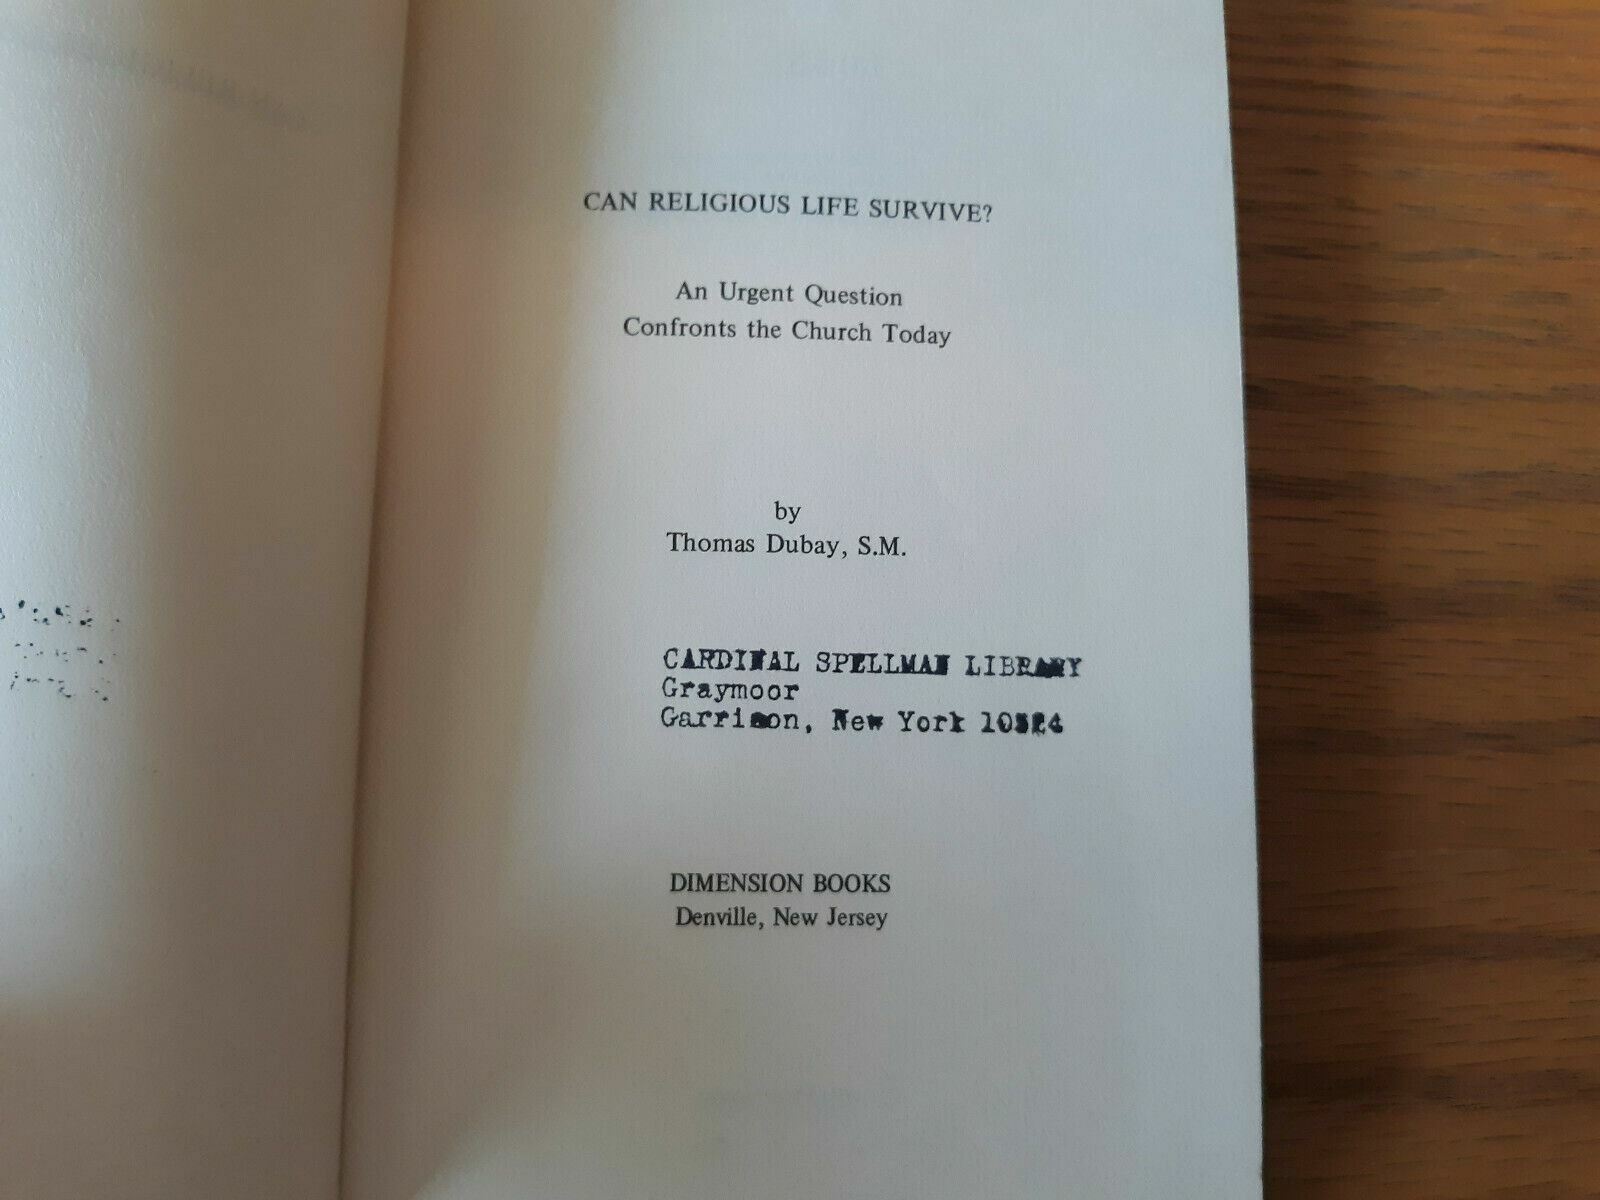 CAN RELIGIOUS LIFE SURVIVE?
An Urgent Question
Confronts the Church Today
by
Thomas Dubay, S.M.
CARDINAL SPELLMAN LIBRARY
Graymoor
Garrison, New York 10524
DIMENSION BOOKS
Denville, New Jersey